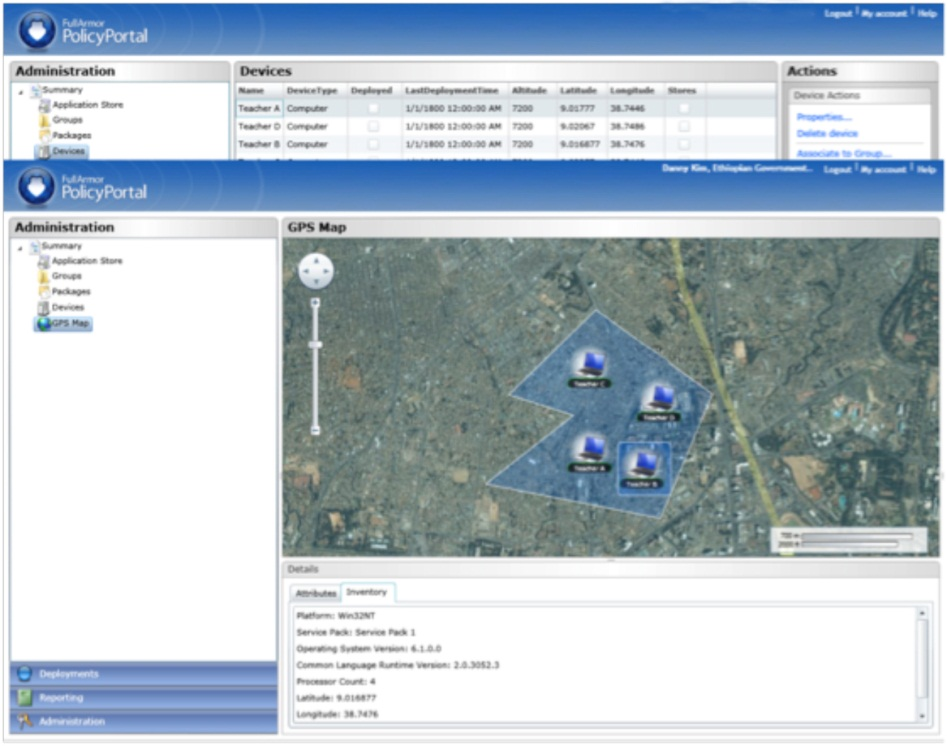 Logout | My account | Help
FullArmor
PolicyPortal
Administration
Summary
Application Store
Groups
Packages
Devices
Devices
Name DeviceType Deployed LastDeploymentTime Altitude Latitude Longitude Stores
Teacher A Computer 1/1/1800 12:00:00 AM 7200 9.01777 38.7446
Teacher D Computer 1/1/1800 12:00:00 AM 7200 9.02067 38.7486
Teacher B Computer 1/1/1800 12:00:00 AM 7200 9.016877 38.7476
Actions
Device Actions
Properties...
Delete device
Associate to Group...
Danny Kim, Ethiopian Government... Logout | My account | Help
FullArmor
PolicyPortal
Administration
Summary
Application Store
Groups
Packages
Devices
GPS Map
Deployments
Reporting
Administration
GPS Map
Teacher C
Teacher D
Teacher A
Teacher B
Details
Attributes Inventory
Platform: Win32NT
Service Pack: Service Pack 1
Operating System Version: 6.1.0.0
Common Language Runtime Version: 2.0.3052.3
Processor Count: 4
Latitude: 9.016877
Longitude: 38.7476